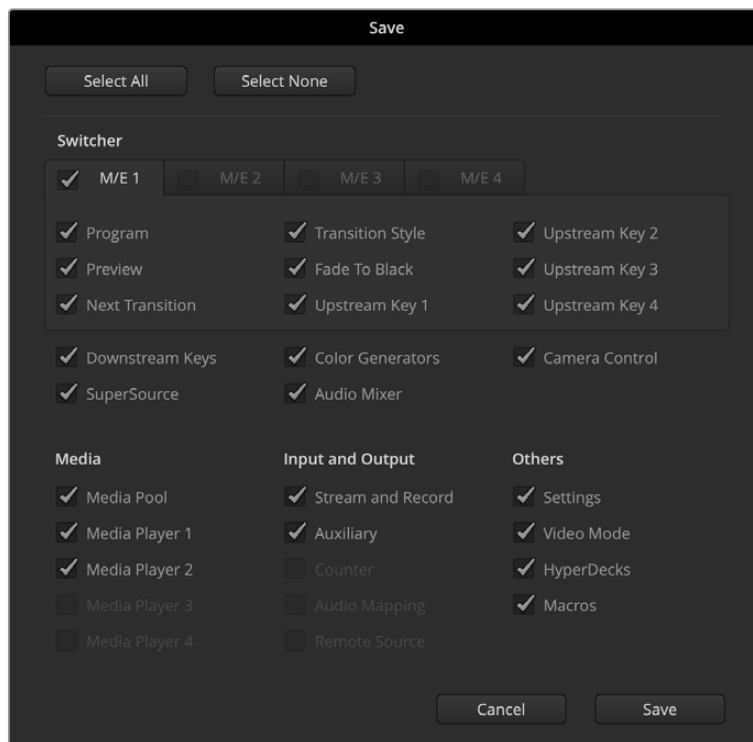 Save
Select All Select None
Switcher
M/E 1 M/E 2 M/E 3 M/E 4
Program Transition Style Upstream Key 2
Preview Fade To Black Upstream Key 3
Next Transition Upstream Key 1 Upstream Key 4
Downstream Keys Color Generators Camera Control
SuperSource Audio Mixer
Media Input and Output Others
Media Pool Stream and Record Settings
Media Player 1 Auxiliary Video Mode
Media Player 2 Counter HyperDecks
Media Player 3 Audio Mapping Macros
Media Player 4 Remote Source
Cancel Save